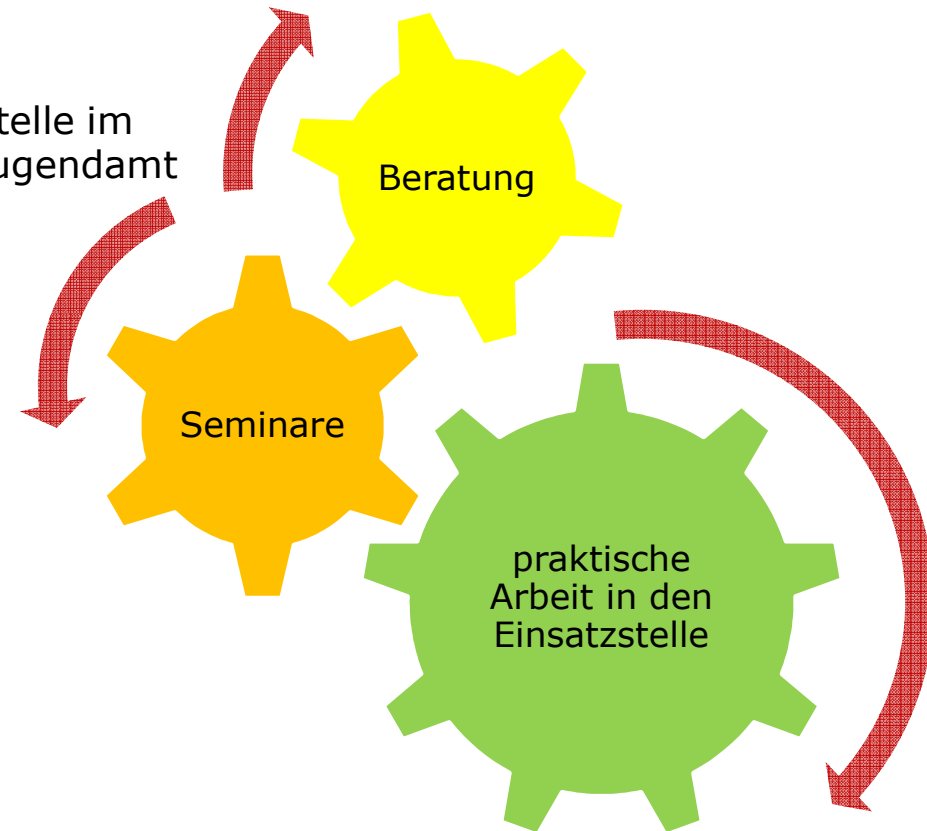 telle im
ugendamt
Beratung
Seminare
praktische
Arbeit in den
Einsatzstelle